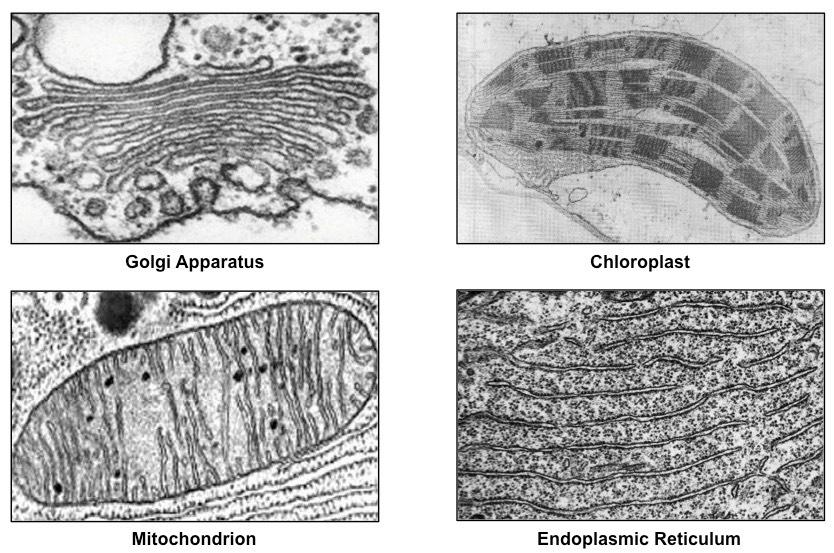 Golgi Apparatus
Chloroplast
Mitochondrion
Endoplasmic Reticulum